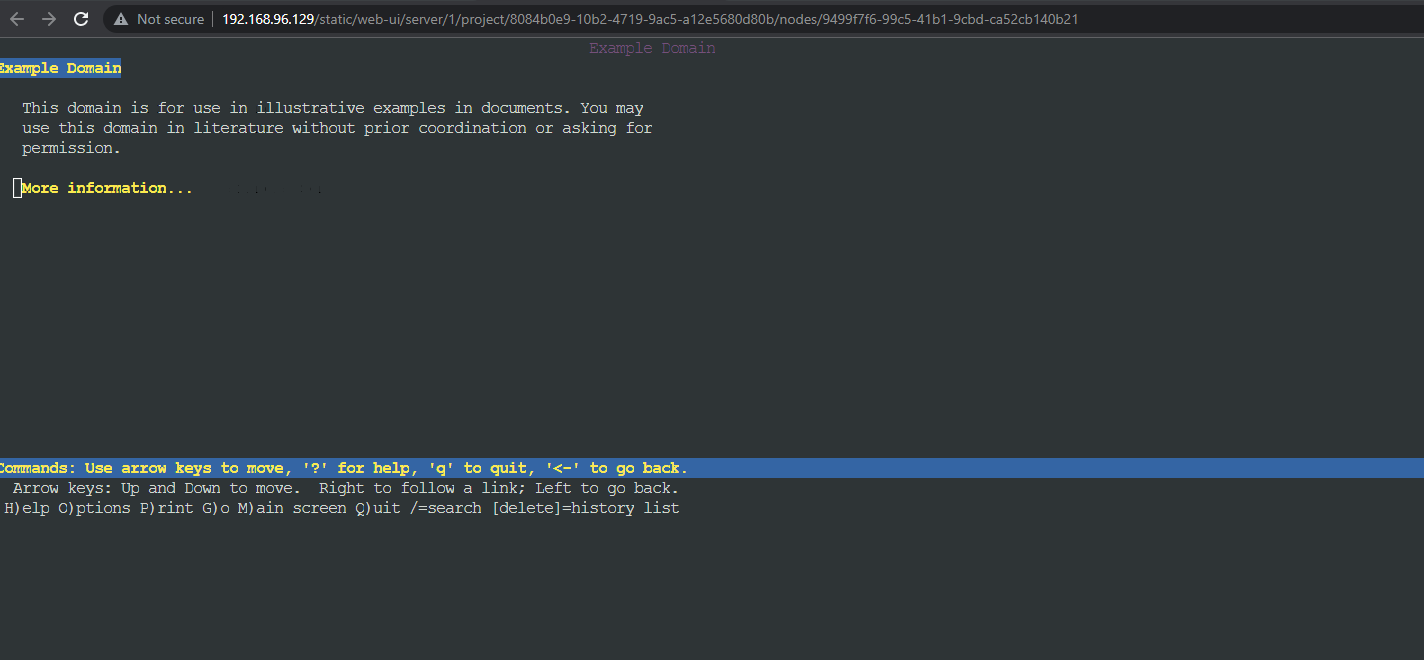 Not secure | 192.168.96.129/static/web-ui/server/1/project/8084b0e9-10b2-4719-9ac5-a12e5680d80b/nodes/9499f7f6-99c5-41b1-9cbd-ca52cb140b21
Example Domain
Example Domain
This domain is for use in illustrative examples in documents. You may
use this domain in literature without prior coordination or asking for
permission.
More information...
Commands: Use arrow keys to move, '?' for help, 'q' to quit, '<-' to go back.
Arrow keys: Up and Down to move. Right to follow a link; Left to go back.
H)elp O)ptions P)rint G)o M)ain screen Q)uit /=search [delete]=history list